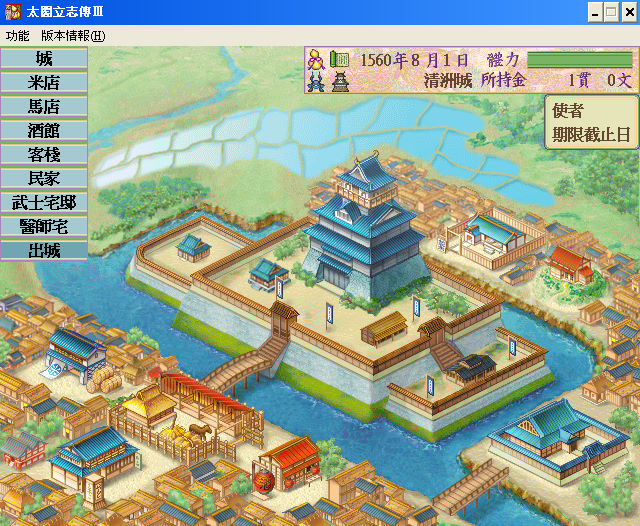 太閤立志傳III
功能 版本情報(H)
城
米店
馬店
酒館
客棧
民家
武士宅邸
醫師宅
出城
1560年8月1日 體力
清洲城 所持金 1貫 0文
使者
期限截止日